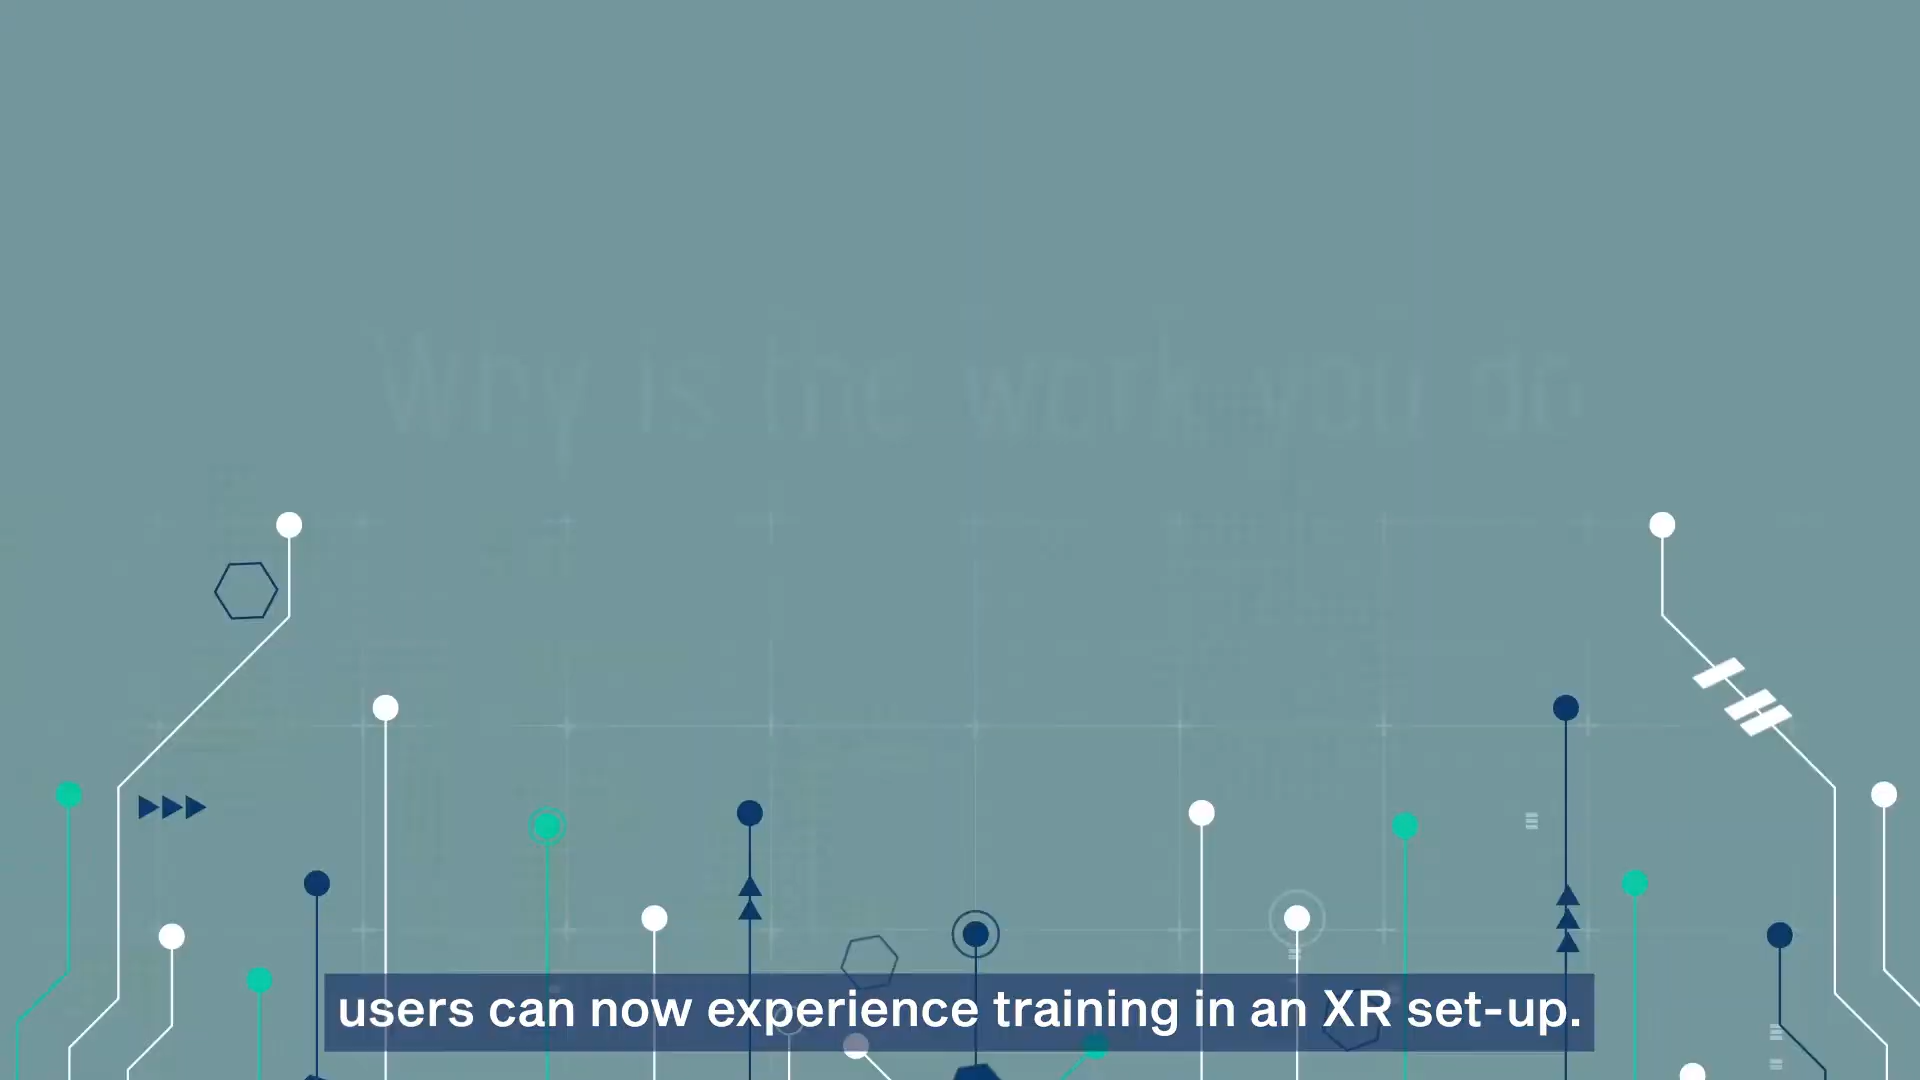 Why is the work you do
users can now experience training in an XR set-up.